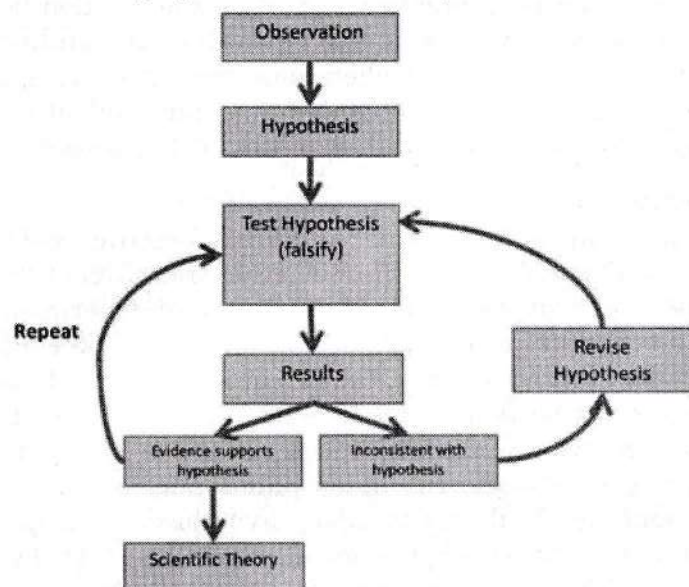 Observation
Hypothesis
Test Hypothesis
(falsify)
Repeat
Results
Revise
Hypothesis
Evidence supports
hypothesis
Inconsistent with
hypothesis
Scientific Theory